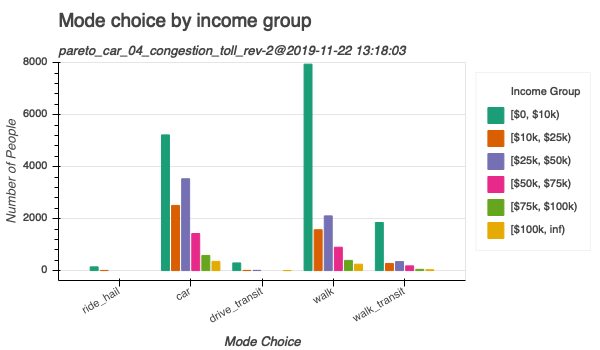 Mode choice by income group
pareto_car_04_congestion_toll_rev-2@2019-11-22 13:18:03
Number of People
8000
6000
4000
2000
0
ride_hail
car
drive_transit
walk
walk_transit
Mode Choice
Income Group
[$0, $10k)
[$10k, $25k)
[$25k, $50k)
[$50k, $75k)
[$75k, $100k)
[$100k, inf)